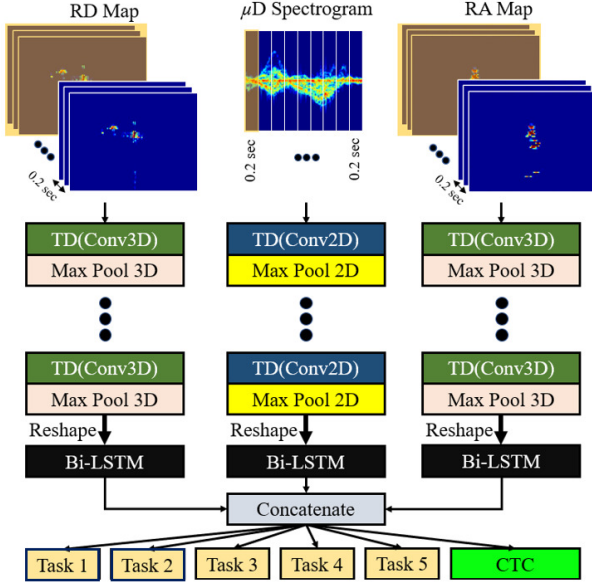 RD Map
μD Spectrogram
RA Map
0.2 sec
0.2 sec
0.2 sec
0.2 sec
TD(Conv3D)
Max Pool 3D
TD(Conv2D)
Max Pool 2D
TD(Conv3D)
Max Pool 3D
TD(Conv3D)
Max Pool 3D
TD(Conv2D)
Max Pool 2D
TD(Conv3D)
Max Pool 3D
Reshape
Reshape
Reshape
Bi-LSTM
Bi-LSTM
Bi-LSTM
Concatenate
Task 1
Task 2
Task 3
Task 4
Task 5
CTC